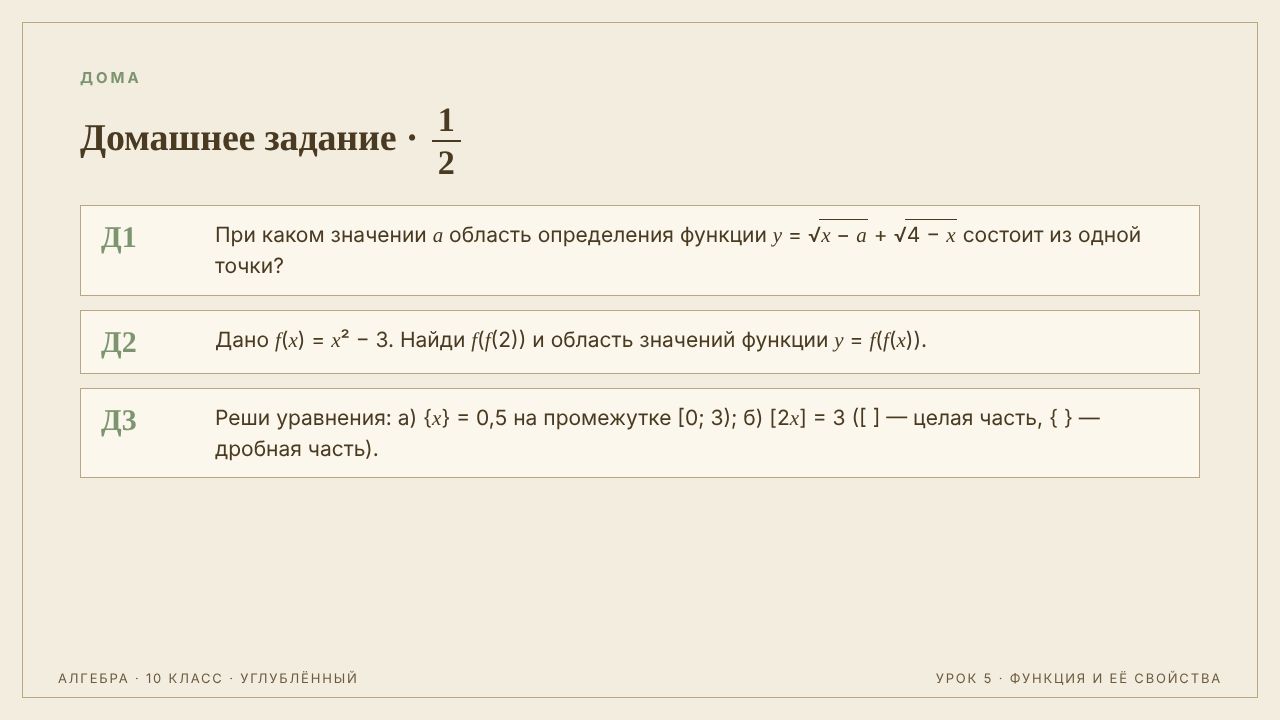 ДОМА
Домашнее задание · 1/2
Д1
При каком значении a область определения функции y = √(x − a) + √(4 − x) состоит из одной
точки?
Д2
Дано f(x) = x² − 3. Найди f(f(2)) и область значений функции y = f(f(x)).
Д3
Реши уравнения: а) {x} = 0,5 на промежутке [0; 3); б) [2x] = 3 ([ ] — целая часть, { } —
дробная часть).
АЛГЕБРА · 10 КЛАСС · УГЛУБЛЁННЫЙ
УРОК 5 · ФУНКЦИЯ И ЕЁ СВОЙСТВА